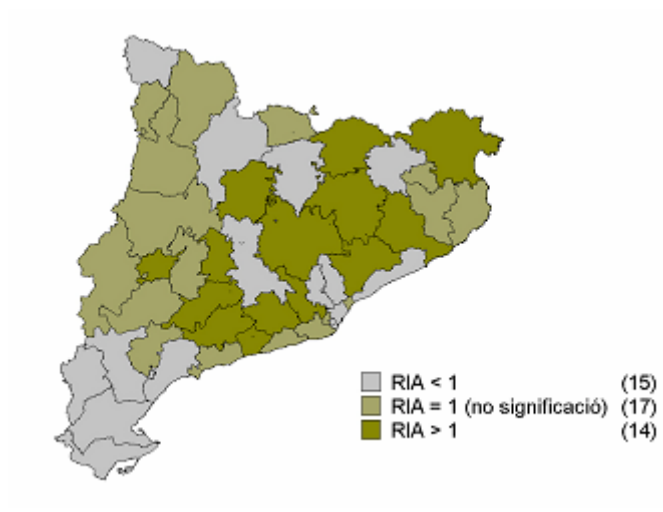 RIA < 1 (15)
RIA = 1 (no significació) (17)
RIA > 1 (14)